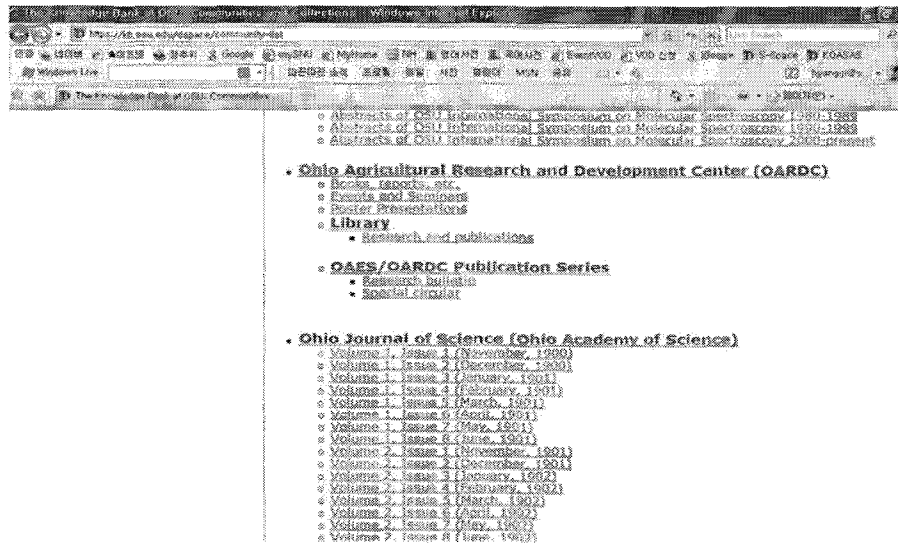 Live Search
Google
MyHome
VOD
Windows Live
MSN
The Knowledge Bank at OSU: Communities
Abstracts of OSU International Symposium on Molecular Spectroscopy 1980-1989
Abstracts of OSU International Symposium on Molecular Spectroscopy 1990-1999
Abstracts of OSU International Symposium on Molecular Spectroscopy 2000-present
Ohio Agricultural Research and Development Center (OARDC)
Books, reports, etc.
Events and Seminars
Poster Presentations
Library
Research and publications
OAES/OARDC Publication Series
Research bulletin
Special circular
Ohio Journal of Science (Ohio Academy of Science)
Volume 1, Issue 1 (November, 1900)
Volume 1, Issue 2 (December, 1900)
Volume 1, Issue 3 (January, 1901)
Volume 1, Issue 4 (February, 1901)
Volume 1, Issue 5 (March, 1901)
Volume 1, Issue 6 (April, 1901)
Volume 1, Issue 7 (May, 1901)
Volume 1, Issue 8 (June, 1901)
Volume 2, Issue 1 (November, 1901)
Volume 2, Issue 2 (December, 1901)
Volume 2, Issue 3 (January, 1902)
Volume 2, Issue 4 (February, 1902)
Volume 2, Issue 5 (March, 1902)
Volume 2, Issue 6 (April, 1902)
Volume 2, Issue 7 (May, 1902)
Volume 2, Issue 8 (June, 1902)